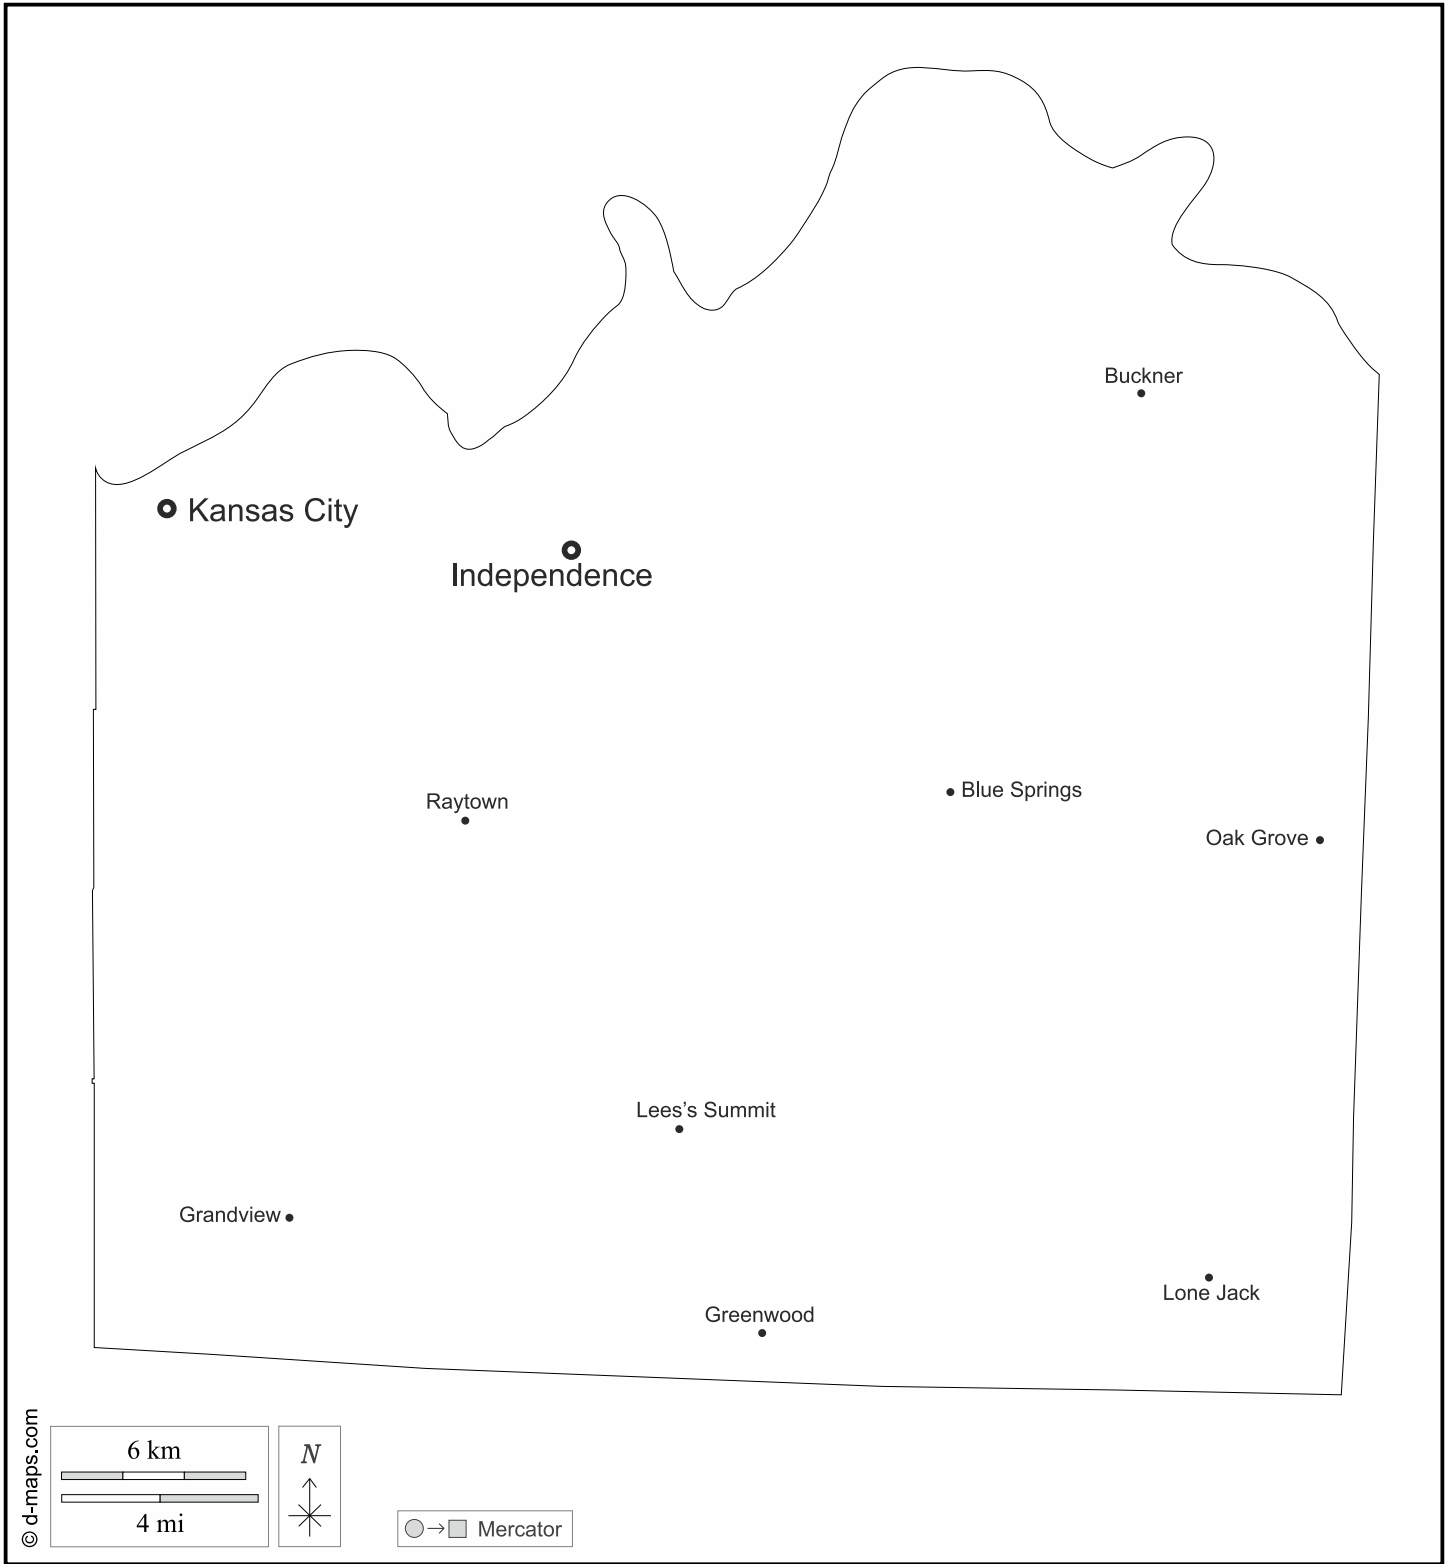 Buckner
Kansas City
Independence
Blue Springs
Raytown
Oak Grove
Lees's Summit
Grandview
Lone Jack
Greenwood
© d-maps.com
6 km
4 mi
N
Mercator